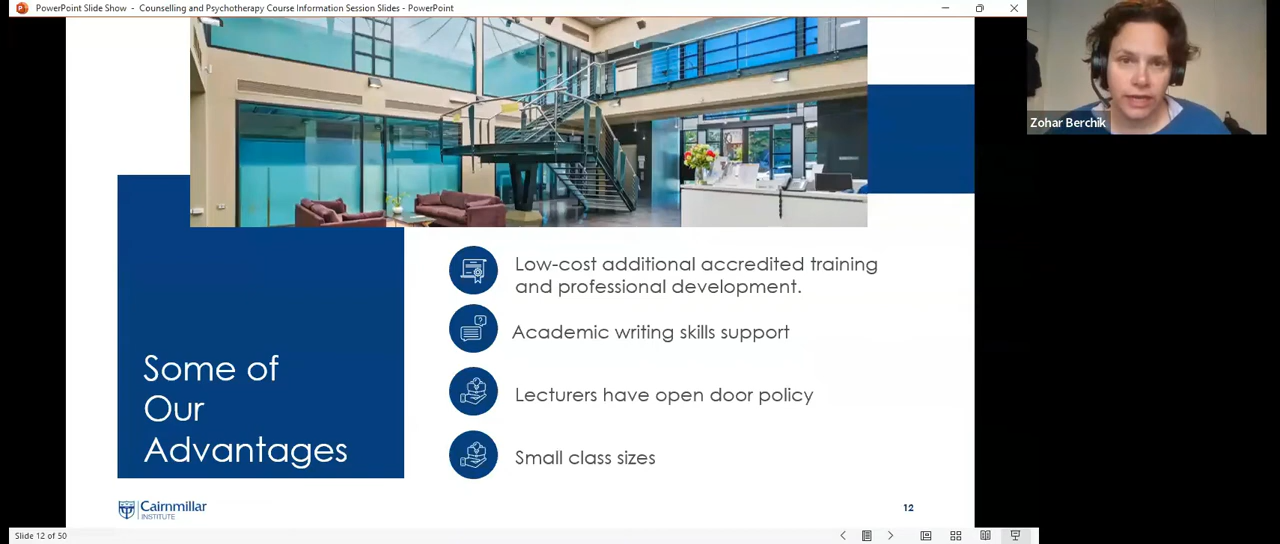 PowerPoint Slide Show - Counselling and Psychotherapy Course Information Session Slides - PowerPoint
Zohar Berchik
Low-cost additional accredited training
and professional development.
Academic writing skills support
Lecturers have open door policy
Small class sizes
Some of
Our
Advantages
Cairnmillar
INSTITUTE
12
Slide 12 of 50